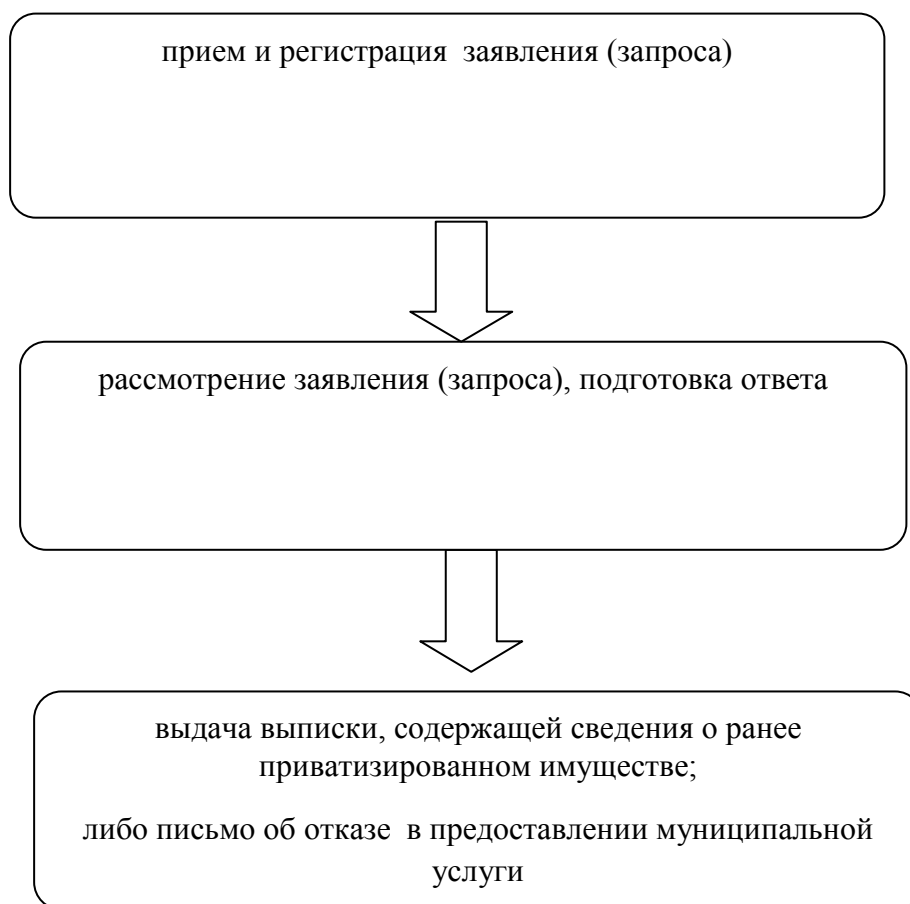 прием и регистрация  заявления (запроса)
рассмотрение заявления (запроса), подготовка ответа
выдача выписки, содержащей сведения о ранее
приватизированном имуществе;
либо письмо об отказе  в предоставлении муниципальной
услуги